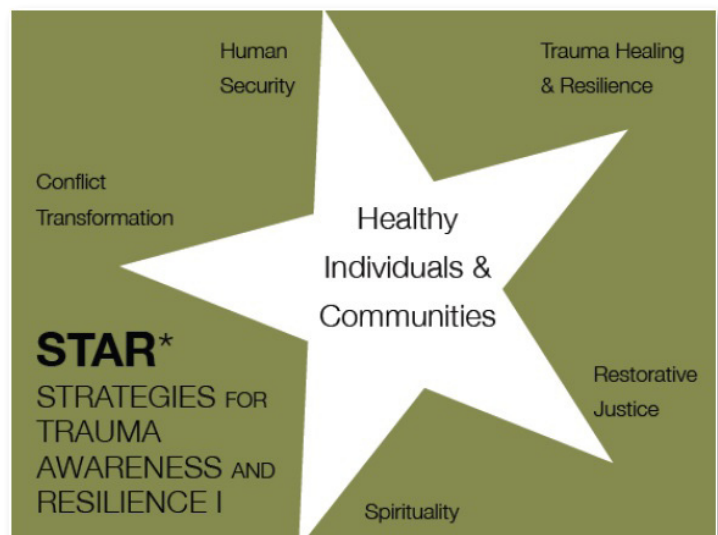 Human
Security
Trauma Healing
& Resilience
Conflict
Transformation
Healthy
Individuals &
Communities
STAR*
STRATEGIES FOR
TRAUMA
AWARENESS AND
RESILIENCE I
Restorative
Justice
Spirituality